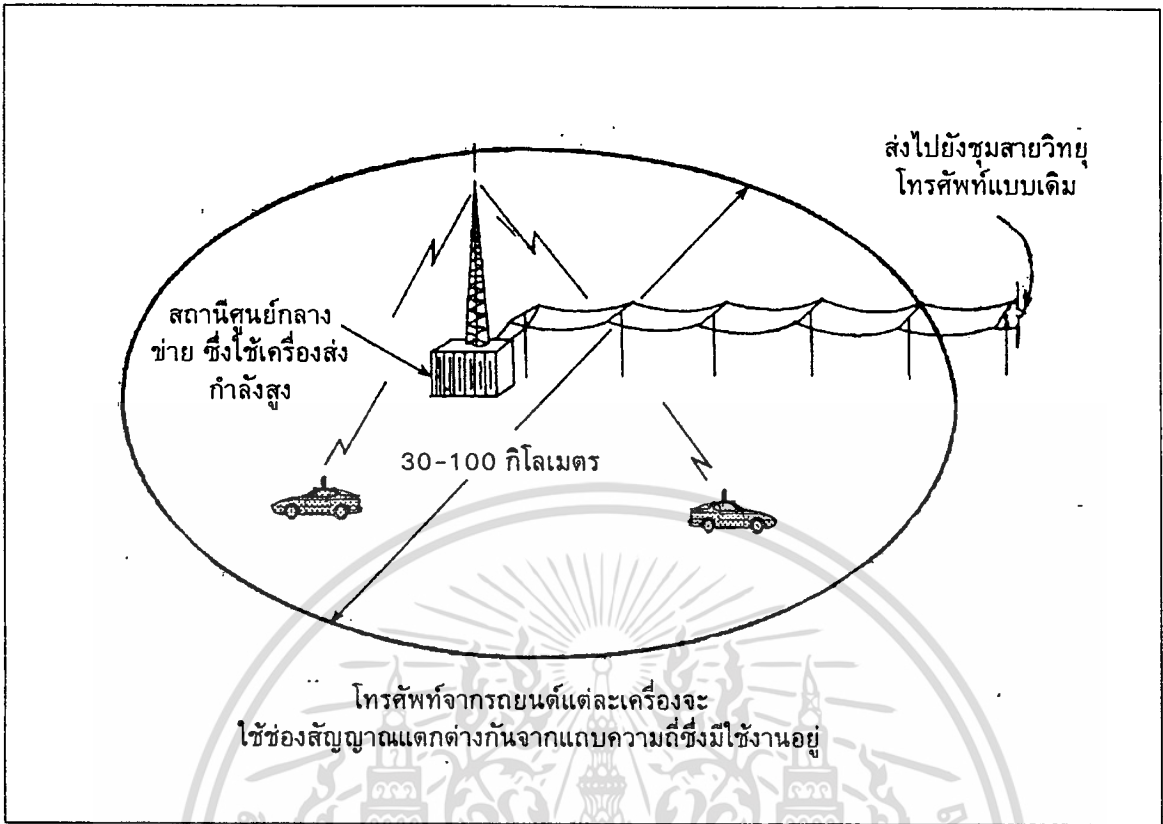 ส่งไปยังชุมสายวิทยุ
โทรศัพท์แบบเดิม
สถานีศูนย์กลาง
ข่าย ซึ่งใช้เครื่องส่ง
กำลังสูง
30-100 กิโลเมตร
โทรศัพท์จากรถยนต์แต่ละเครื่องจะ
ใช้ช่องสัญญาณแตกต่างกันจากแถบความถี่ซึ่งมีใช้งานอยู่